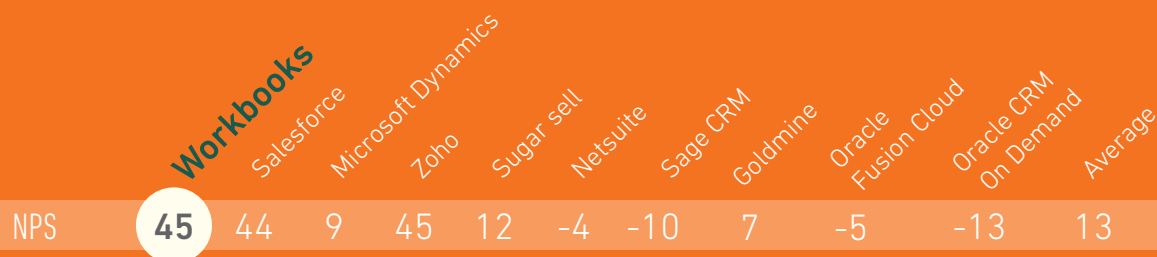 Workbooks
Salesforce
Microsoft Dynamics
Zoho
Sugar sell
Netsuite
Sage CRM
Goldmine
Oracle
Fusion Cloud
Oracle CRM
On Demand
Average
NPS 45 44 9 45 12 -4 -10 7 -5 -13 13